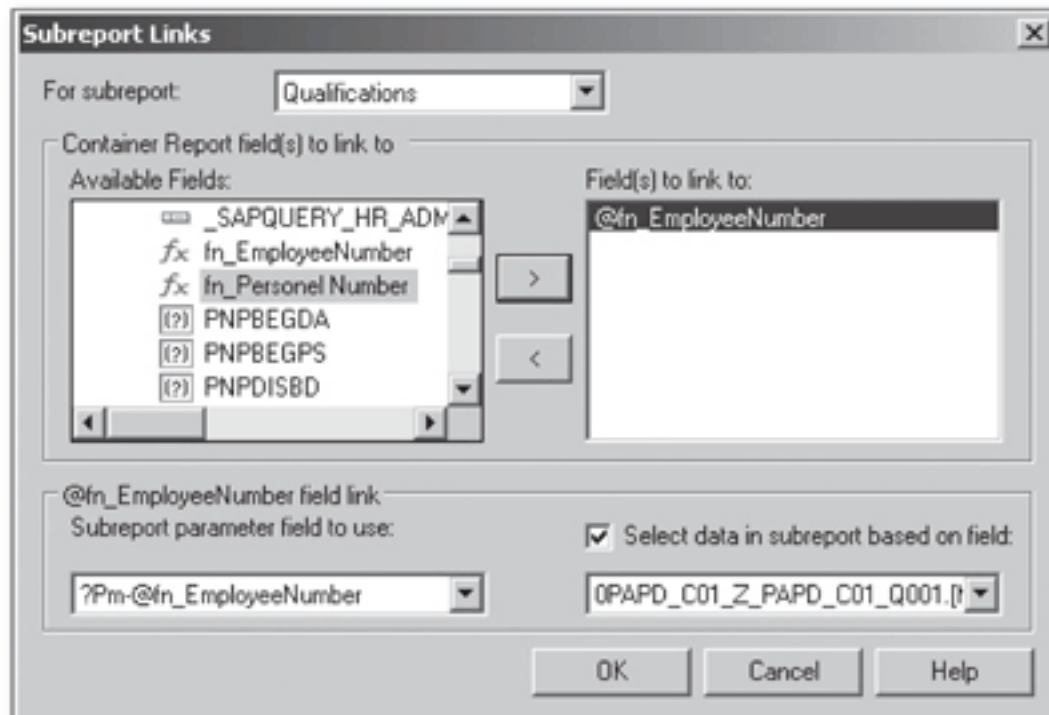 Subreport Links
For subreport:
Qualifications
Container Report field(s) to link to
Available Fields:
_SAPQUERY_HR_ADM
fn_EmployeeNumber
fn_Personel Number
PNPBEGDA
PNPBEGPS
PNPDISBD
>
<
Field(s) to link to:
@fn_EmployeeNumber
@fn_EmployeeNumber field link
Subreport parameter field to use:
?Pm-@fn_EmployeeNumber
Select data in subreport based on field:
0PAPD_C01_Z_PAPD_C01_Q001.[
OK
Cancel
Help